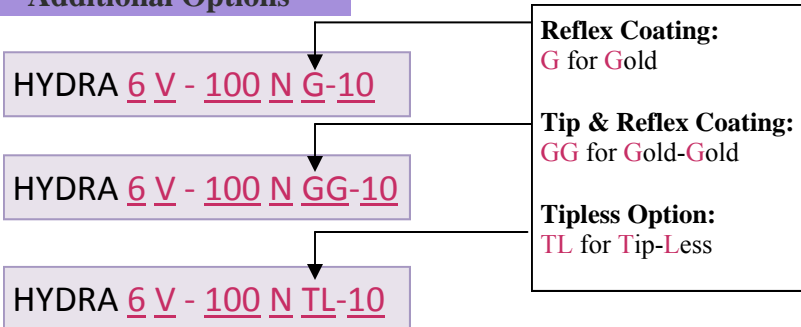 Additional Options
HYDRA 6 V - 100 N G-10
HYDRA 6 V - 100 N GG-10
HYDRA 6 V - 100 N TL-10
Reflex Coating:
G for Gold
Tip & Reflex Coating:
GG for Gold-Gold
Tipless Option:
TL for Tip-Less